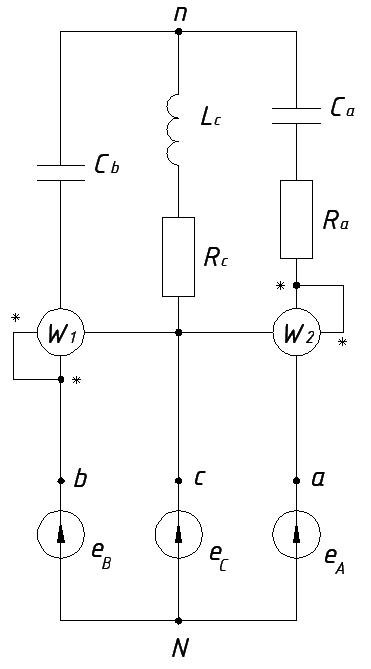 n
Cb Lc Ca
Rc Ra
* *
* W1 W2 *
*
b c a
eB eC eA
N